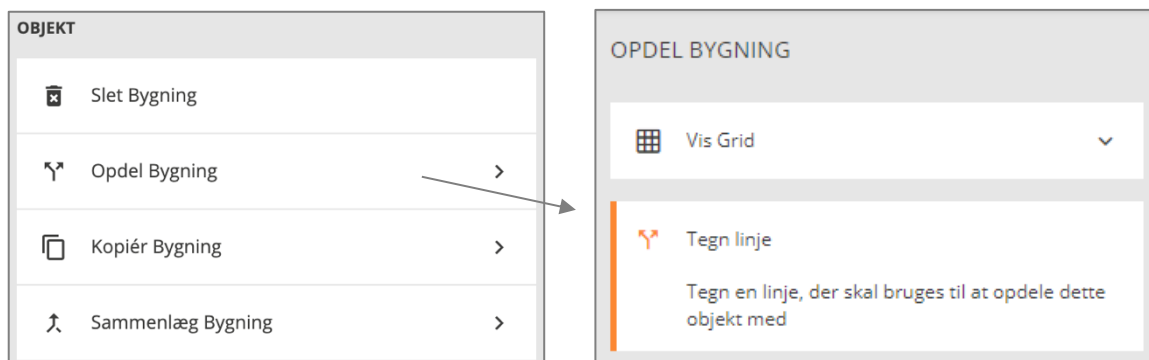 OBJEKT
Slet Bygning
Opdel Bygning
Kopiér Bygning
Sammenlæg Bygning
OPDEL BYGNING
Vis Grid
Tegn linje
Tegn en linje, der skal bruges til at opdele dette
objekt med